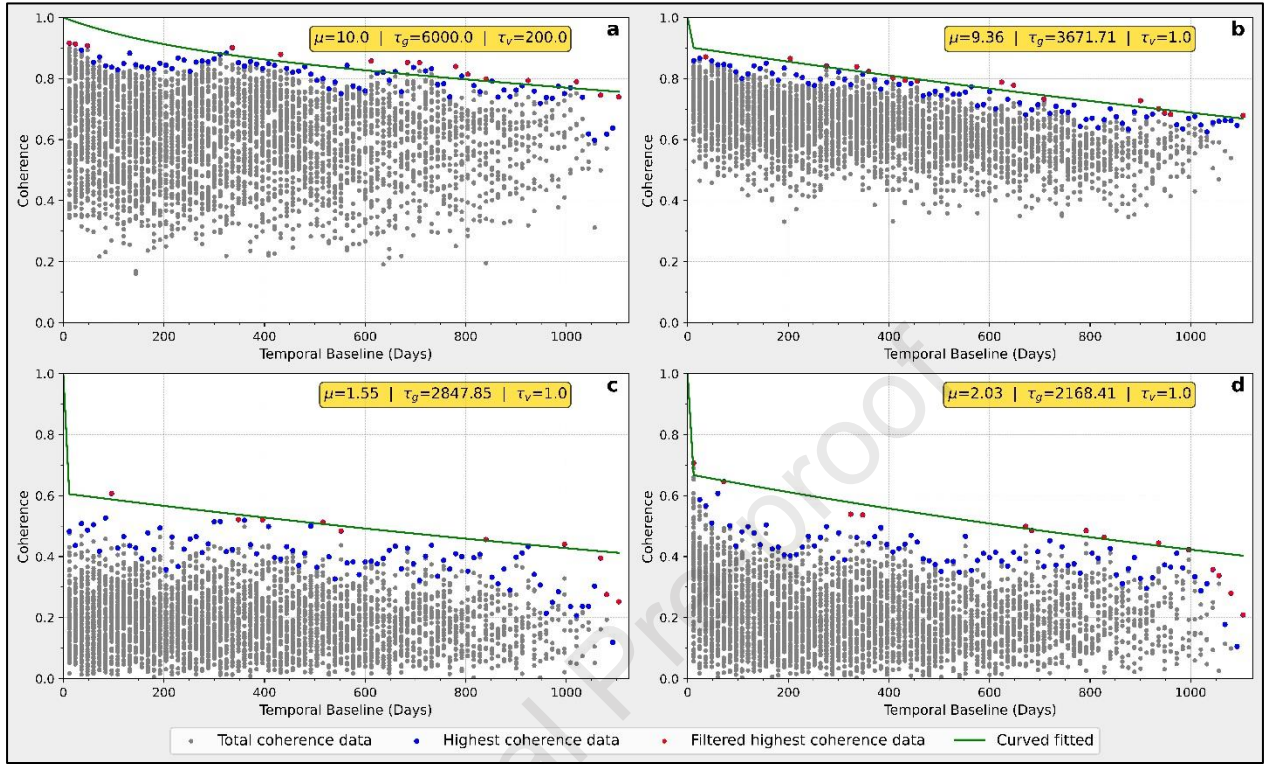 a
μ=10.0 | τg=6000.0 | τv=200.0
1.0
0.8
0.6
0.4
0.2
0.0
Coherence
0 200 400 600 800 1000
Temporal Baseline (Days)
b
μ=9.36 | τg=3671.71 | τv=1.0
1.0
0.8
0.6
0.4
0.2
0.0
Coherence
0 200 400 600 800 1000
Temporal Baseline (Days)
c
μ=1.55 | τg=2847.85 | τv=1.0
1.0
0.8
0.6
0.4
0.2
0.0
Coherence
0 200 400 600 800 1000
Temporal Baseline (Days)
d
μ=2.03 | τg=2168.41 | τv=1.0
1.0
0.8
0.6
0.4
0.2
0.0
Coherence
0 200 400 600 800 1000
Temporal Baseline (Days)
Total coherence data Highest coherence data Filtered highest coherence data Curved fitted
al Pre-proof